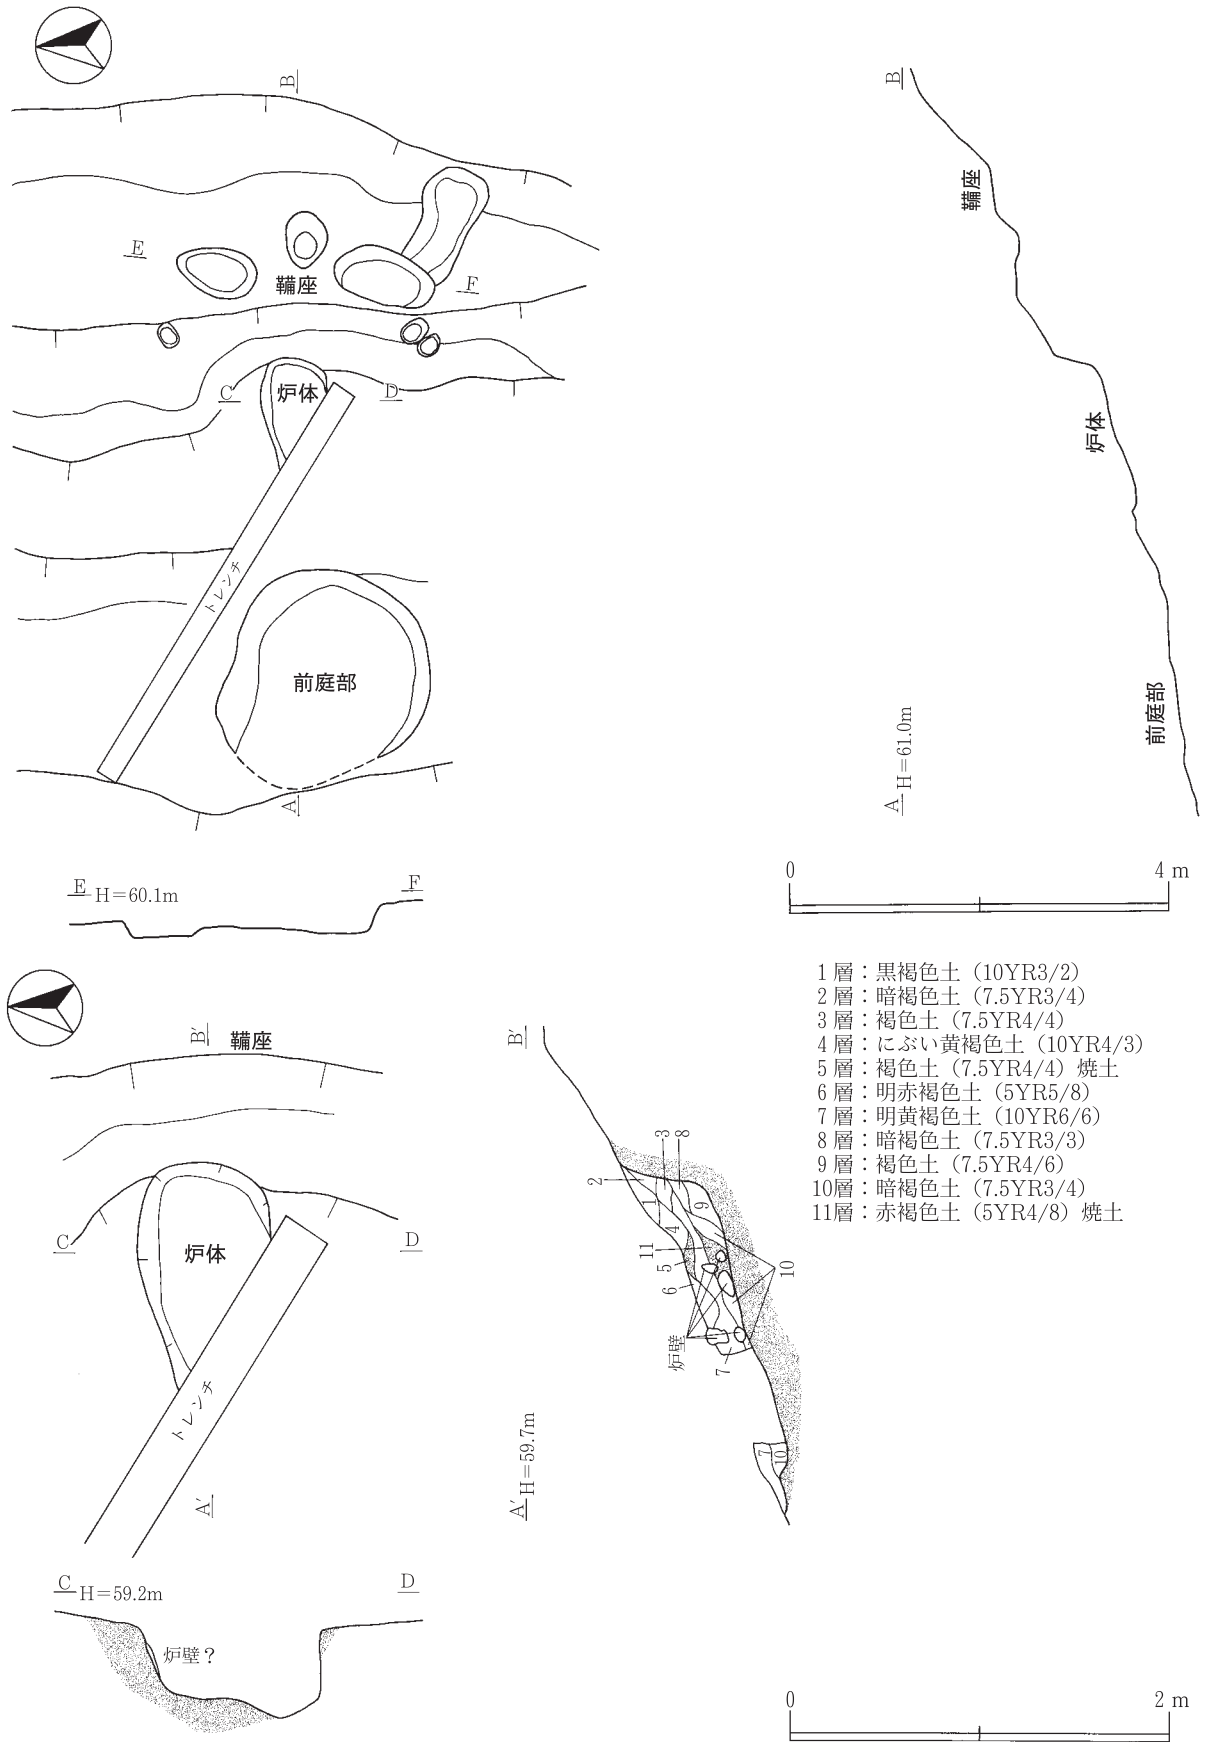 B
E
鞴座
F
C
炉体
D
トレンチ
前庭部
A
B
鞴座
炉体
前庭部
A H=61.0m
E H=60.1m
F
0 4 m
1層：黒褐色土（10YR3/2）
2層：暗褐色土（7.5YR3/4）
3層：褐色土（7.5YR4/4）
4層：にぶい黄褐色土（10YR4/3）
5層：褐色土（7.5YR4/4）焼土
6層：明赤褐色土（5YR5/8）
7層：明黄褐色土（10YR6/6）
8層：暗褐色土（7.5YR3/3）
9層：褐色土（7.5YR4/6）
10層：暗褐色土（7.5YR3/4）
11層：赤褐色土（5YR4/8）焼土
B′
鞴座
C
炉体
D
トレンチ
A′
B′
3
8
2
1
4
9
11
5
6
10
炉壁
7
7
10
A′ H=59.7m
C H=59.2m
D
炉壁？
0 2 m